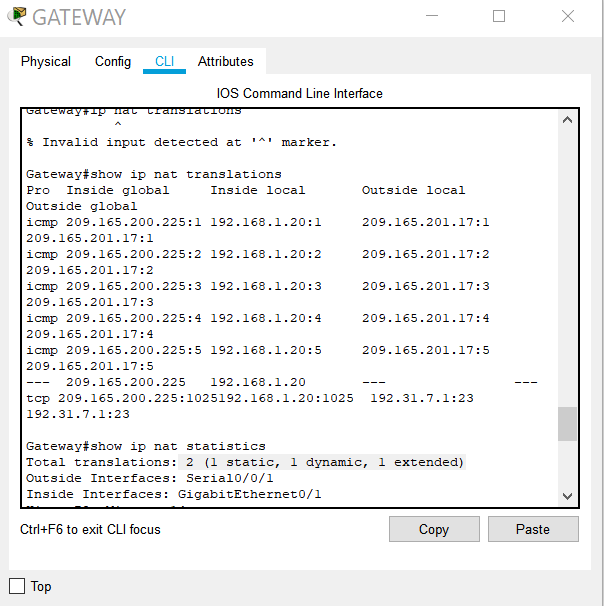 GATEWAY
Physical Config CLI Attributes
IOS Command Line Interface
Gateway#ip nat translations
^
% Invalid input detected at '^' marker.
Gateway#show ip nat translations
Pro  Inside global     Inside local       Outside local
Outside global
icmp 209.165.200.225:1 192.168.1.20:1     209.165.201.17:1
209.165.201.17:1
icmp 209.165.200.225:2 192.168.1.20:2     209.165.201.17:2
209.165.201.17:2
icmp 209.165.200.225:3 192.168.1.20:3     209.165.201.17:3
209.165.201.17:3
icmp 209.165.200.225:4 192.168.1.20:4     209.165.201.17:4
209.165.201.17:4
icmp 209.165.200.225:5 192.168.1.20:5     209.165.201.17:5
209.165.201.17:5
---  209.165.200.225   192.168.1.20       ---                ---
tcp 209.165.200.225:1025192.168.1.20:1025  192.31.7.1:23
192.31.7.1:23
Gateway#show ip nat statistics
Total translations: 2 (1 static, 1 dynamic, 1 extended)
Outside Interfaces: Serial0/0/1
Inside Interfaces: GigabitEthernet0/1
Ctrl+F6 to exit CLI focus
Copy Paste
Top